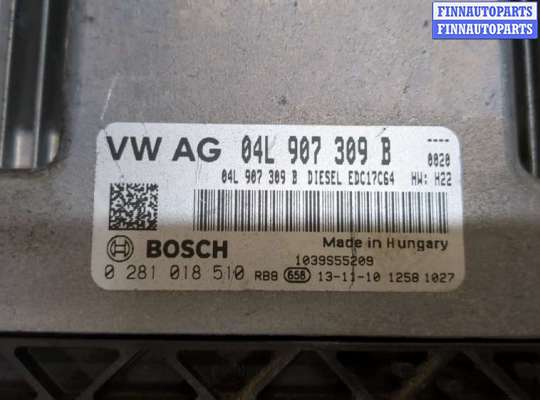 FINNAUTOPARTS
FINNAUTOPARTS
VW AG 04L 907 309 B ----
0020
04L 907 309 B DIESEL EDC17C64 HW: H22
BOSCH
Made in Hungary
1039S55209
0 281 018 510 RB8 658 13-11-10 1258 1027